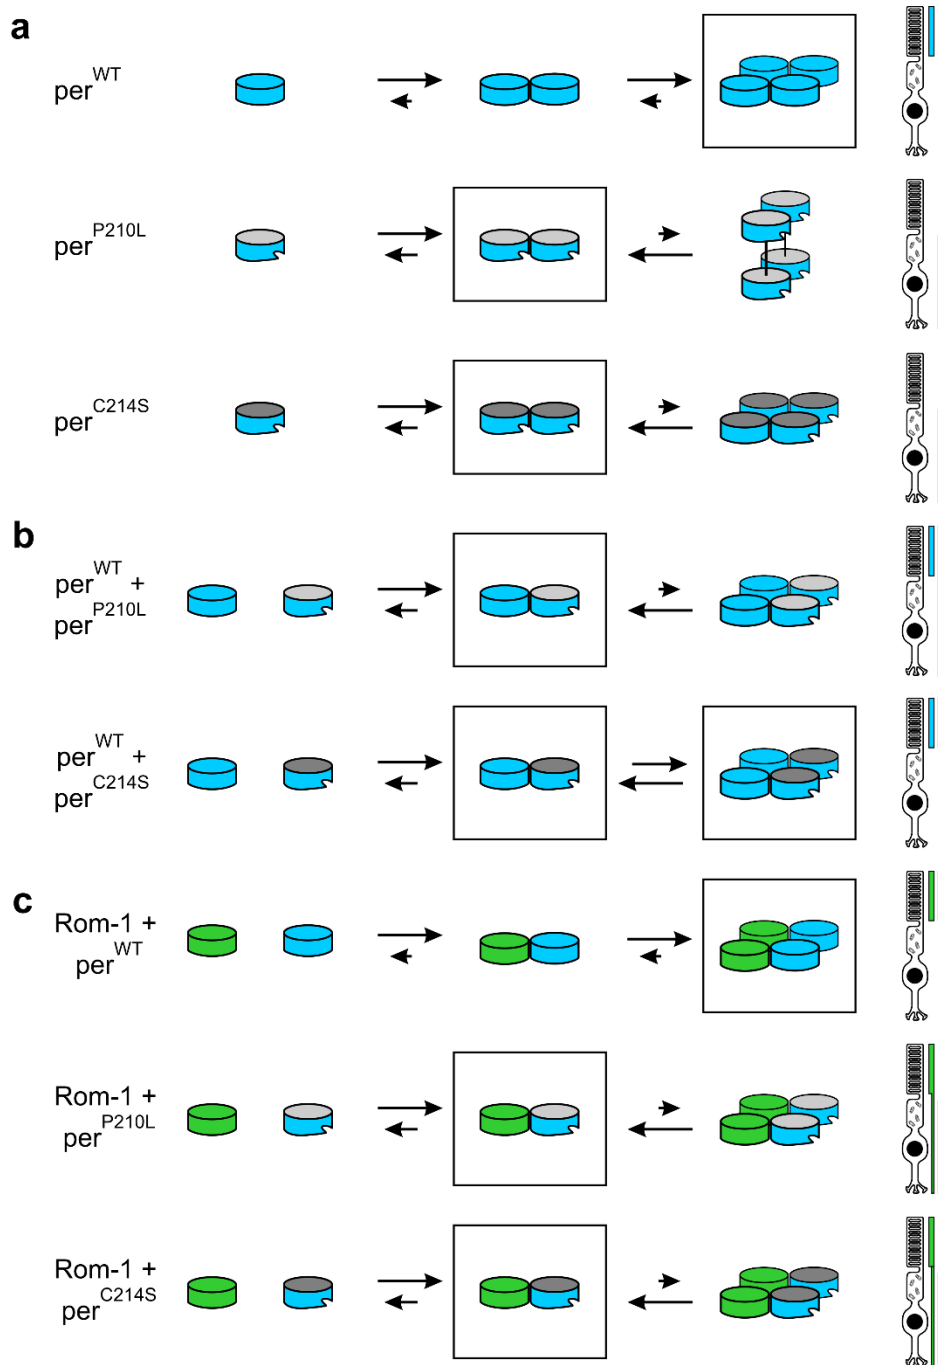 a
per^WT
per^P210L
per^C214S
b
per^WT +
per^P210L
per^WT +
per^C214S
c
Rom-1 +
per^WT
Rom-1 +
per^P210L
Rom-1 +
per^C214S